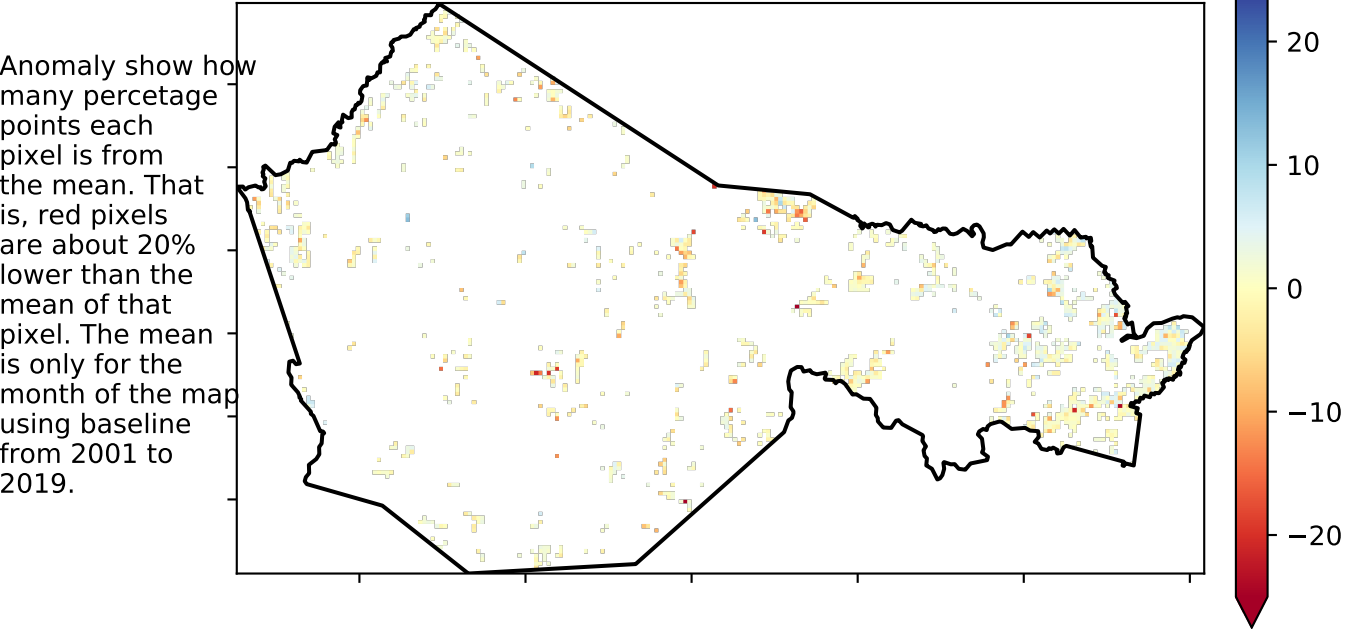 Anomaly show how
many percetage
points each
pixel is from
the mean. That
is, red pixels
are about 20%
lower than the
mean of that
pixel. The mean
is only for the
month of the map
using baseline
from 2001 to
2019.
20
10
0
−10
−20